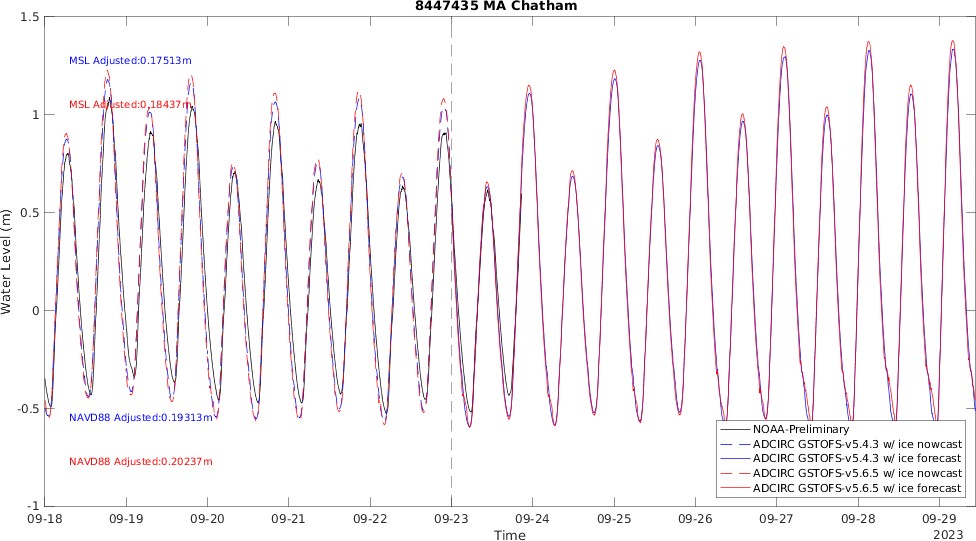 8447435 MA Chatham
1.5
1
0.5
0
-0.5
-1
Water Level (m)
MSL Adjusted:0.17513m
MSL Adjusted:0.18437m
NAVD88 Adjusted:0.19313m
NAVD88 Adjusted:0.20237m
NOAA-Preliminary
ADCIRC GSTOFS-v5.4.3 w/ ice nowcast
ADCIRC GSTOFS-v5.4.3 w/ ice forecast
ADCIRC GSTOFS-v5.6.5 w/ ice nowcast
ADCIRC GSTOFS-v5.6.5 w/ ice forecast
09-18 09-19 09-20 09-21 09-22 09-23 09-24 09-25 09-26 09-27 09-28 09-29
Time
2023